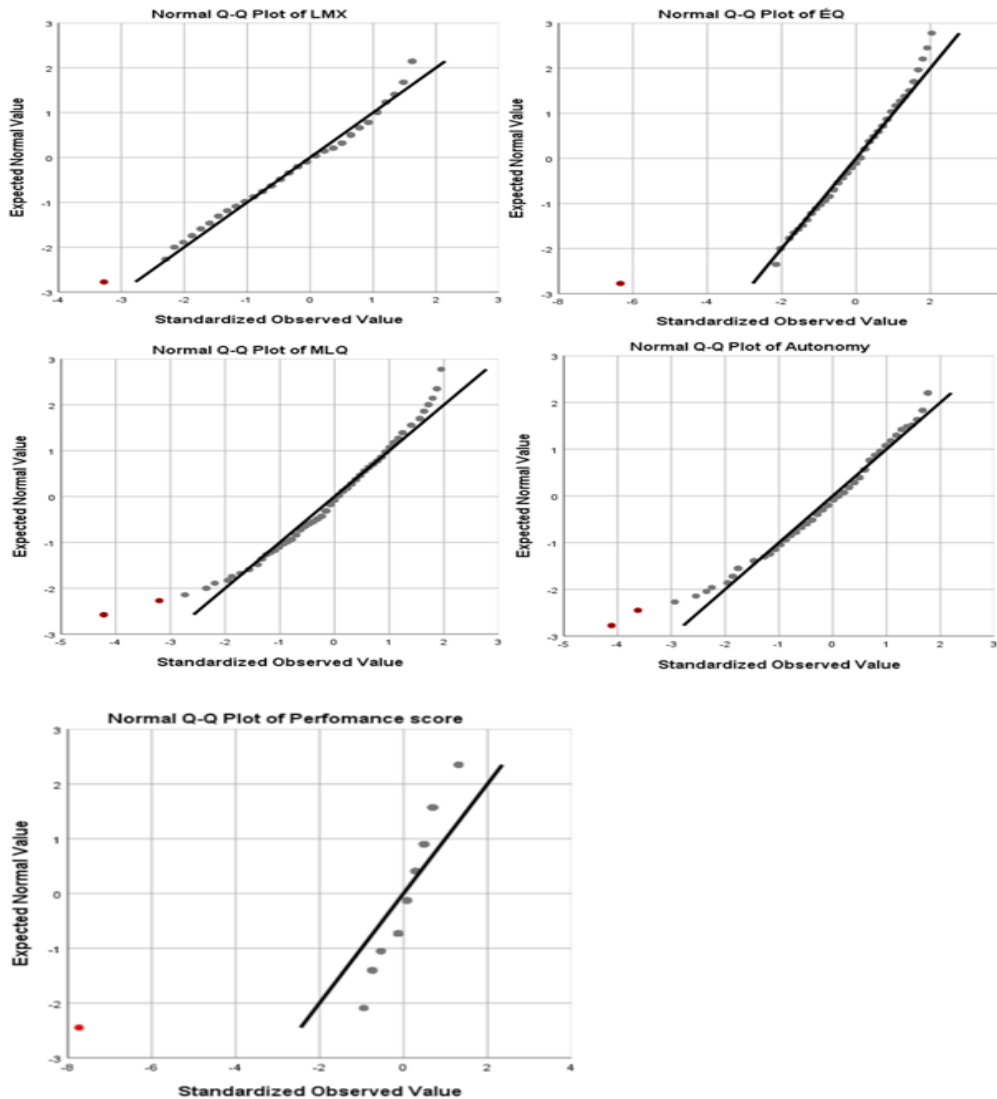 Normal Q-Q Plot of LMX
Expected Normal Value
3
2
1
0
-1
-2
-3
-4 -3 -2 -1 0 1 2 3
Standardized Observed Value
Normal Q-Q Plot of ÉQ
Expected Normal Value
3
2
1
0
-1
-2
-3
-8 -6 -4 -2 0 2
Standardized Observed Value
Normal Q-Q Plot of MLQ
Expected Normal Value
3
2
1
0
-1
-2
-3
-5 -4 -3 -2 -1 0 1 2 3
Standardized Observed Value
Normal Q-Q Plot of Autonomy
Expected Normal Value
3
2
1
0
-1
-2
-3
-5 -4 -3 -2 -1 0 1 2 3
Standardized Observed Value
Normal Q-Q Plot of Perfomance score
Expected Normal Value
3
2
1
0
-1
-2
-3
-8 -6 -4 -2 0 2 4
Standardized Observed Value